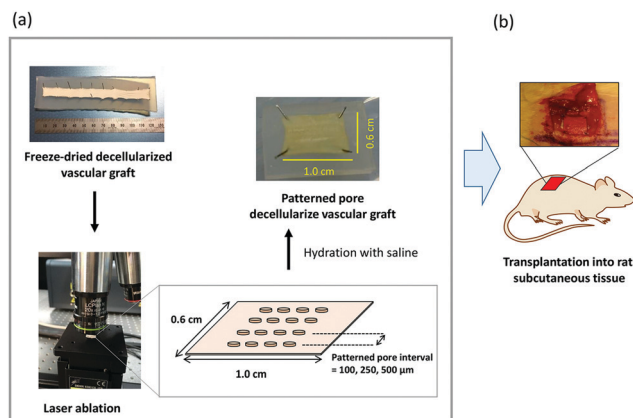 (a)
(b)
Freeze-dried decellularized
vascular graft
0.6 cm
1.0 cm
Patterned pore
decellularize vascular graft
Hydration with saline
Transplantation into rat
subcutaneous tissue
LCPlan
20x
0.6 cm
1.0 cm
Patterned pore interval
= 100, 250, 500 μm
Laser ablation